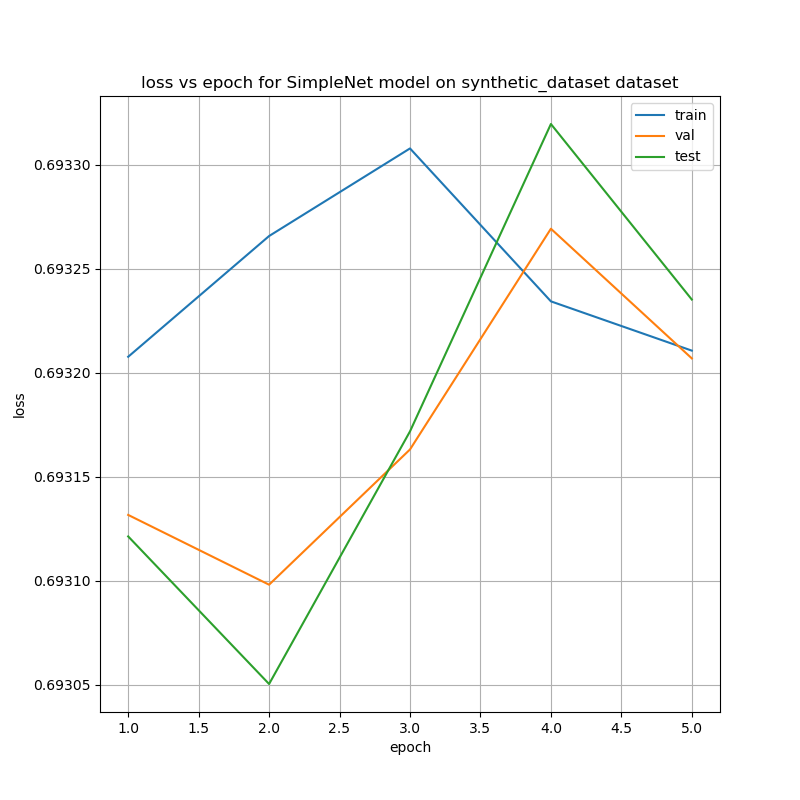 loss vs epoch for SimpleNet model on synthetic_dataset dataset
train
val
test
0.69330
0.69325
0.69320
0.69315
0.69310
0.69305
loss
1.0 1.5 2.0 2.5 3.0 3.5 4.0 4.5 5.0
epoch